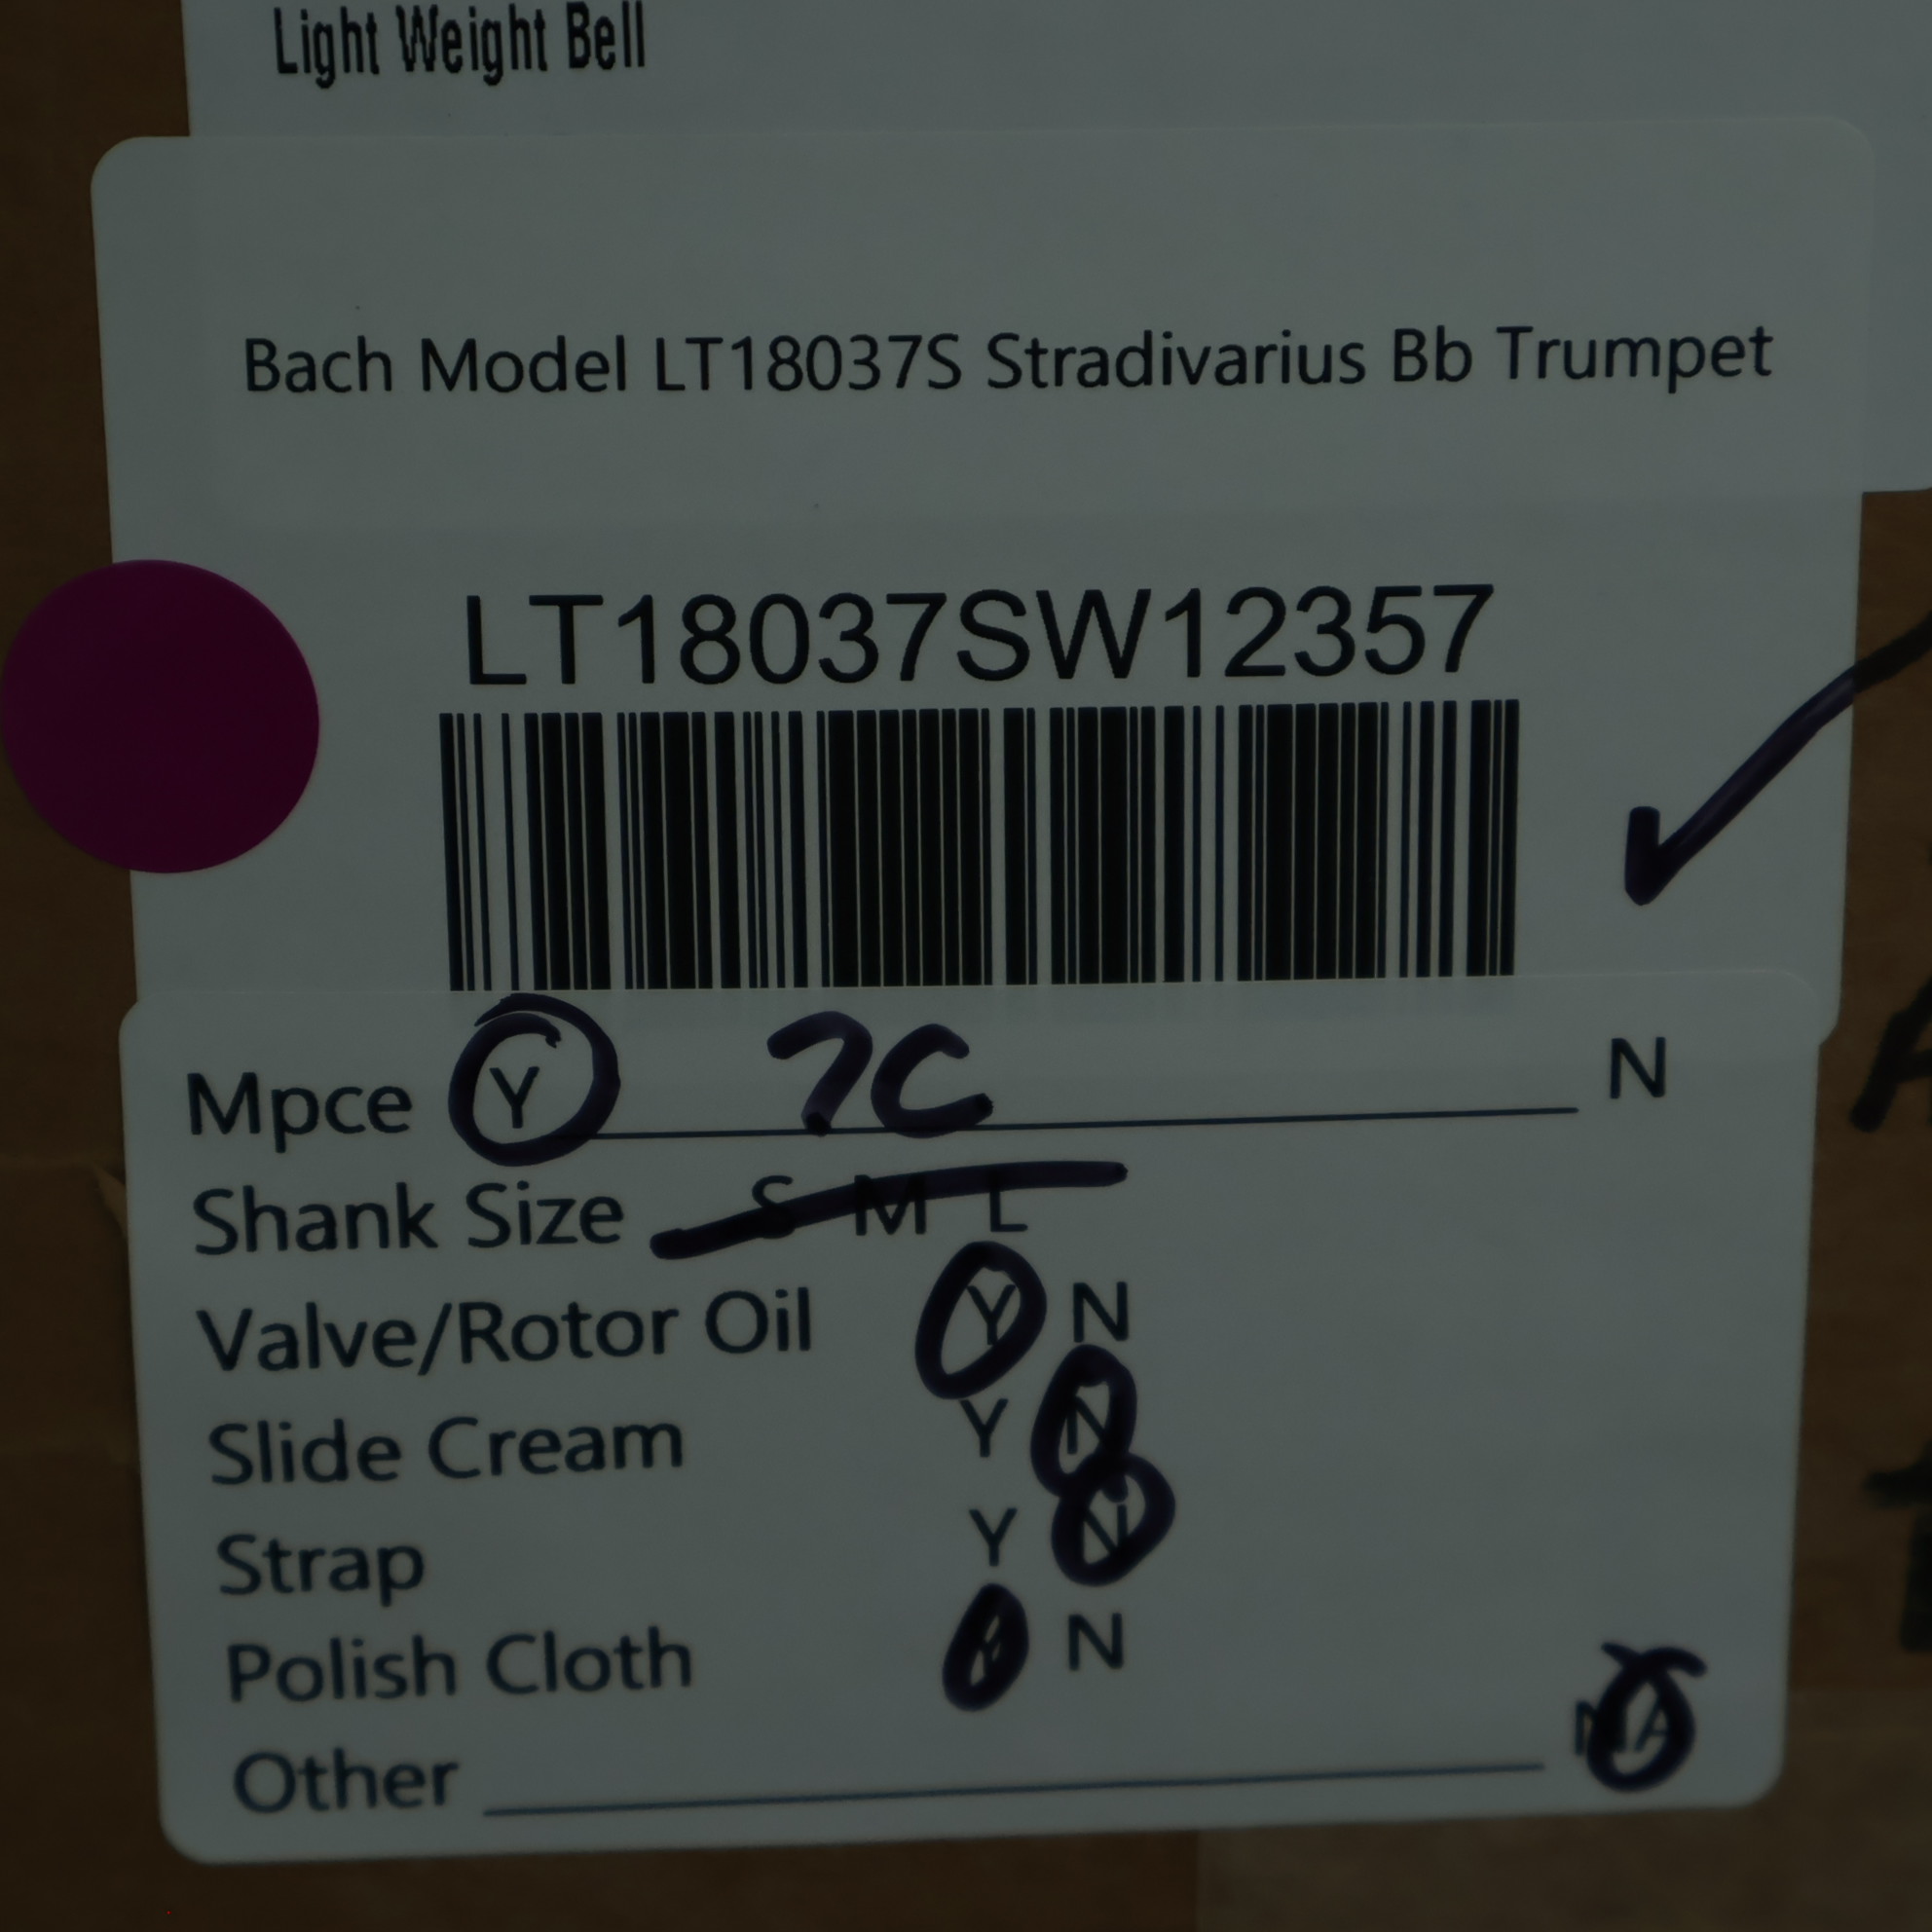 Light Weight Bell
Bach Model LT18037S Stradivarius Bb Trumpet
LT18037SW12357
Mpce Y 7C N
Shank Size S M L
Valve/Rotor Oil Y N
Slide Cream Y N
Strap Y N
Polish Cloth Y N
Other NA